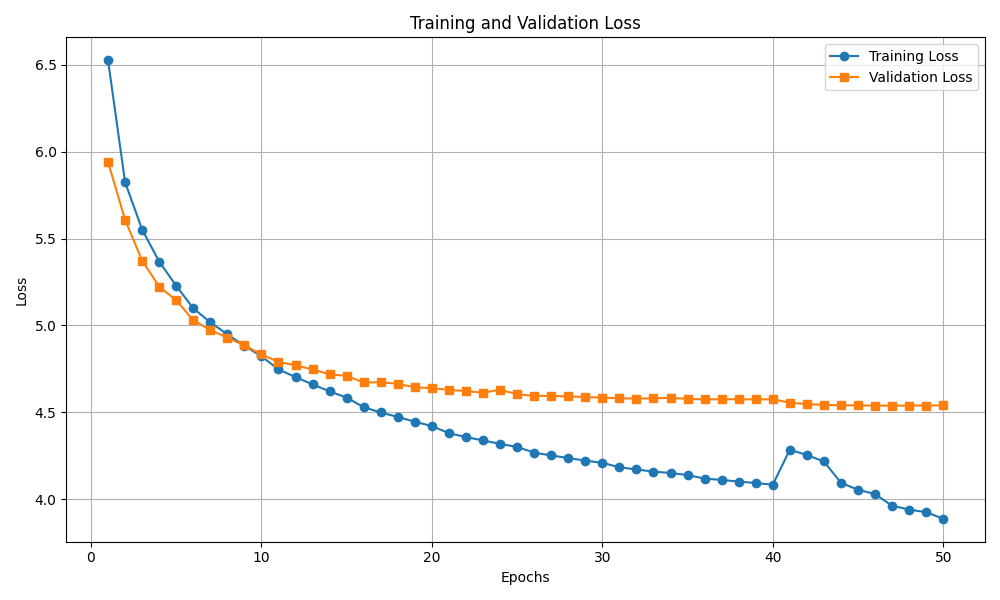 Training and Validation Loss
Training Loss
Validation Loss
Loss
6.5
6.0
5.5
5.0
4.5
4.0
0 10 20 30 40 50
Epochs